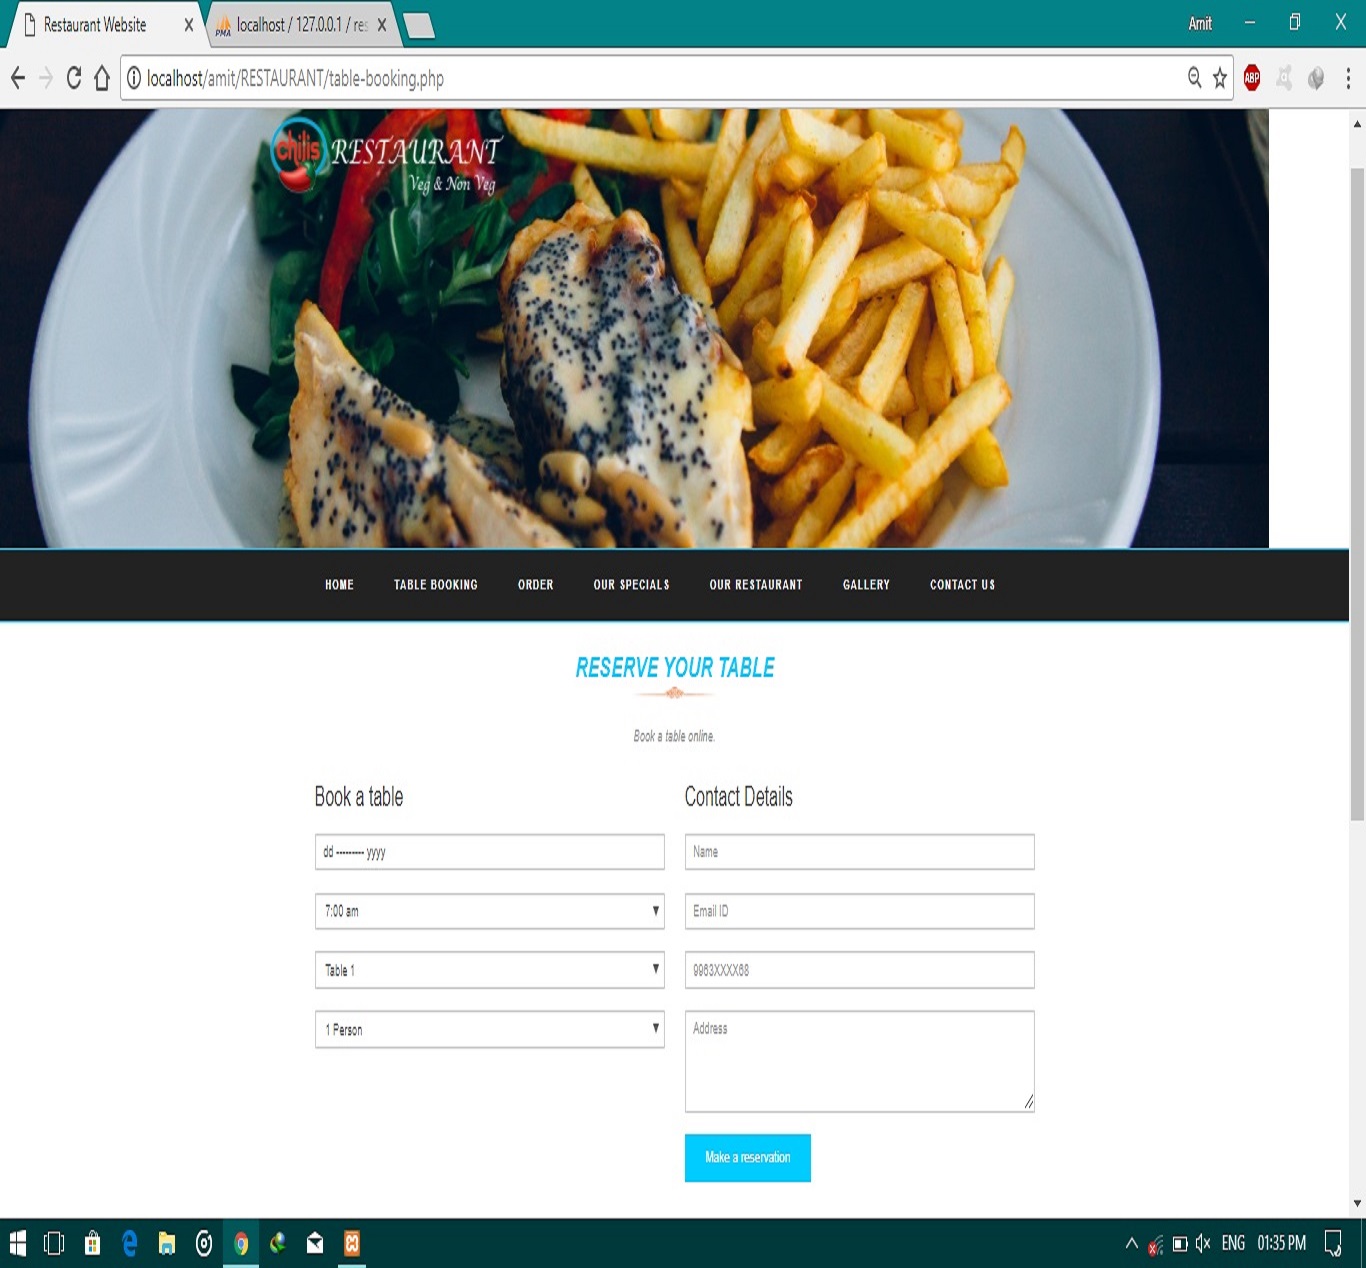 Restaurant Website
localhost / 127.0.0.1 / res
Amit
localhost/amit/RESTAURANT/table-booking.php
ABP
chilis RESTAURANT
Veg & Non Veg
HOME TABLE BOOKING ORDER OUR SPECIALS OUR RESTAURANT GALLERY CONTACT US
RESERVE YOUR TABLE
Book a table online.
Book a table
dd --------- yyyy
7:00 am
Table 1
1 Person
Contact Details
Name
Email ID
9963XXXX68
Address
Make a reservation
ENG 01:35 PM